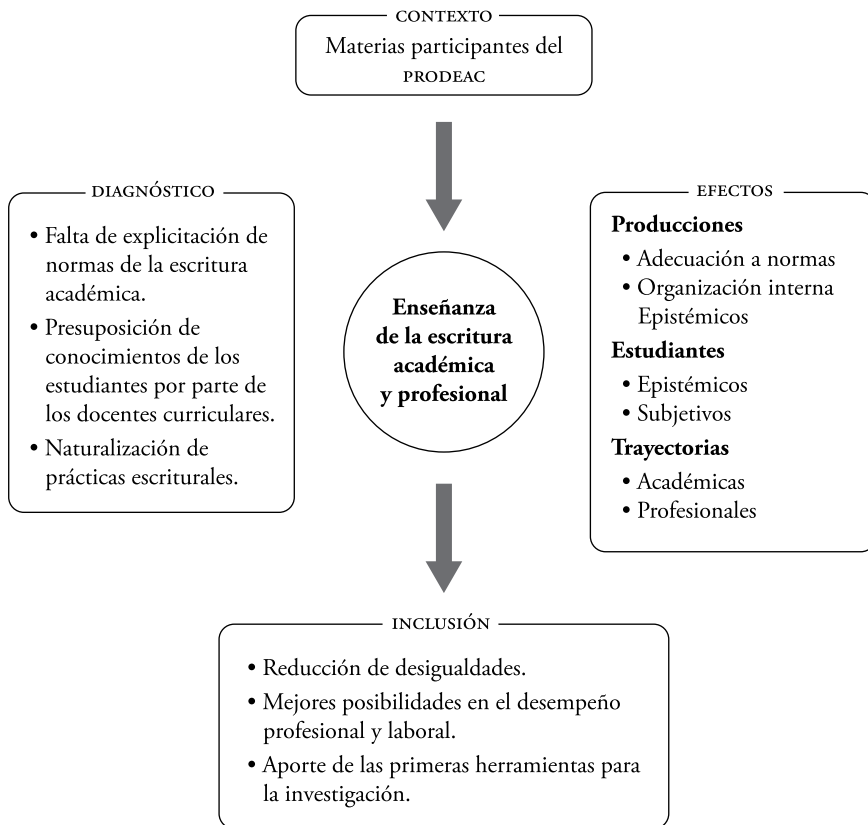 CONTEXTO
Materias participantes del
PRODEAC
DIAGNÓSTICO
• Falta de explicitación de
normas de la escritura
académica.
• Presuposición de
conocimientos de los
estudiantes por parte de
los docentes curriculares.
• Naturalización de
prácticas escriturales.
Enseñanza
de la escritura
académica
y profesional
EFECTOS
Producciones
• Adecuación a normas
• Organización interna
Epistémicos
Estudiantes
• Epistémicos
• Subjetivos
Trayectorias
• Académicas
• Profesionales
INCLUSIÓN
• Reducción de desigualdades.
• Mejores posibilidades en el desempeño
profesional y laboral.
• Aporte de las primeras herramientas para
la investigación.